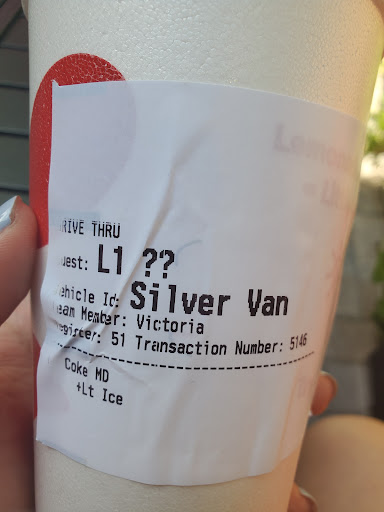 RIVE THRU
uest: L1 ??
ehicle Id: Silver Van
eam Member: Victoria
egister: 51 Transaction Number: 5146
Coke MD
+Lt Ice